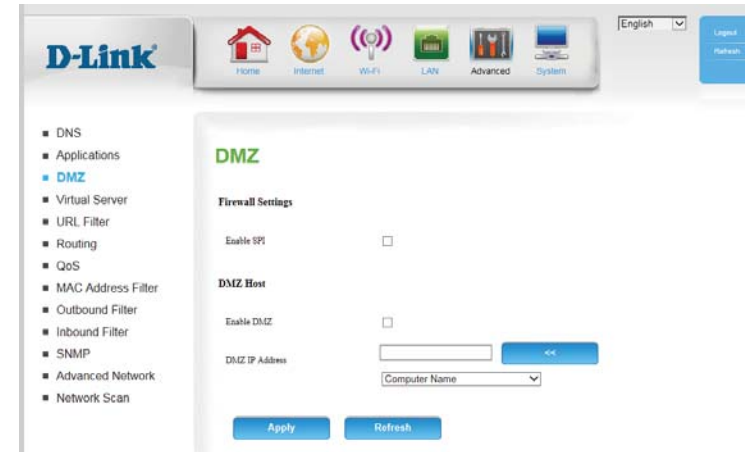 D-Link
Home Internet Wi-Fi LAN Advanced System
English
Logout
Refresh
DNS
Applications
DMZ
Virtual Server
URL Filter
Routing
QoS
MAC Address Filter
Outbound Filter
Inbound Filter
SNMP
Advanced Network
Network Scan
DMZ
Firewall Settings
Enable SPI
DMZ Host
Enable DMZ
DMZ IP Address <<
Computer Name
Apply Refresh